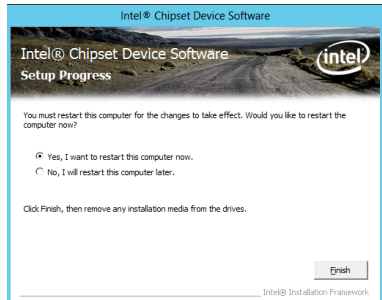 Intel® Chipset Device Software
Intel® Chipset Device Software
intel
Setup Progress
You must restart this computer for the changes to take effect. Would you like to restart the
computer now?
Yes, I want to restart this computer now.
No, I will restart this computer later.
Click Finish, then remove any installation media from the drives.
Finish
Intel® Installation Framework